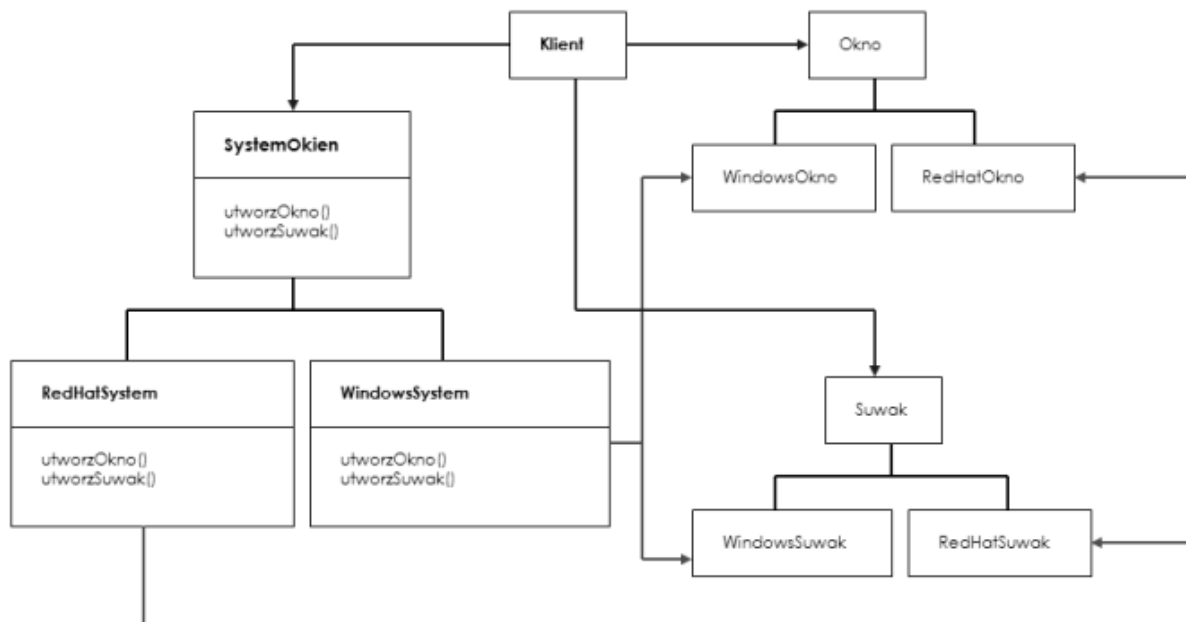 Klient
Okno
SystemOkien
utworzOkno()
utworzSuwak()
WindowsOkno
RedHatOkno
RedHatSystem
utworzOkno()
utworzSuwak()
WindowsSystem
utworzOkno()
utworzSuwak()
Suwak
WindowsSuwak
RedHatSuwak